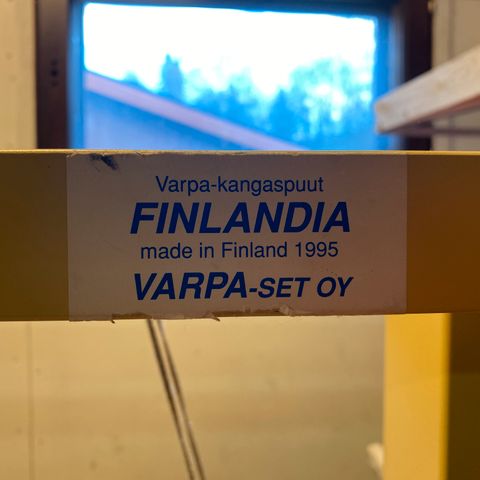 Varpa-kangaspuut
FINLANDIA
made in Finland 1995
VARPA-SET OY